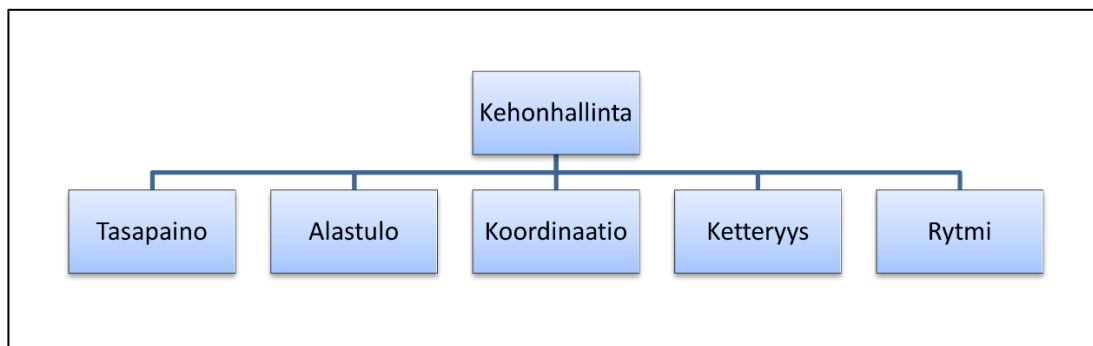 Kehonhallinta
Tasapaino
Alastulo
Koordinaatio
Ketteryys
Rytmi